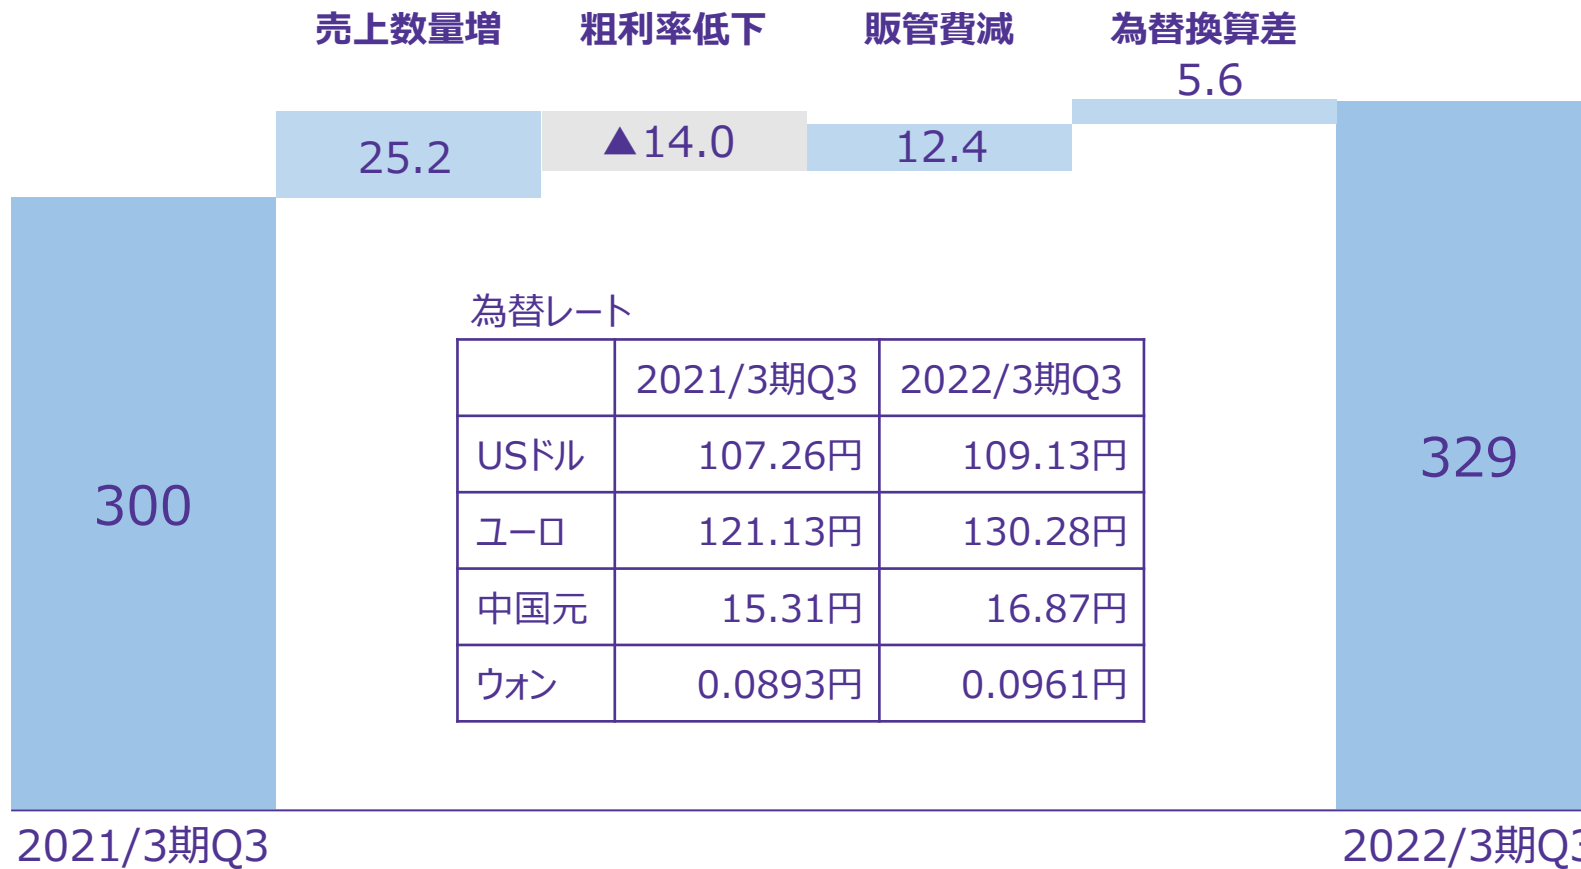 売上数量増 粗利率低下 販管費減 為替換算差
5.6
25.2 ▲14.0 12.4
為替レート
2021/3期Q3 2022/3期Q3
USドル 107.26円 109.13円
ユーロ 121.13円 130.28円
中国元 15.31円 16.87円
ウォン 0.0893円 0.0961円
300
329
2021/3期Q3 2022/3期Q3